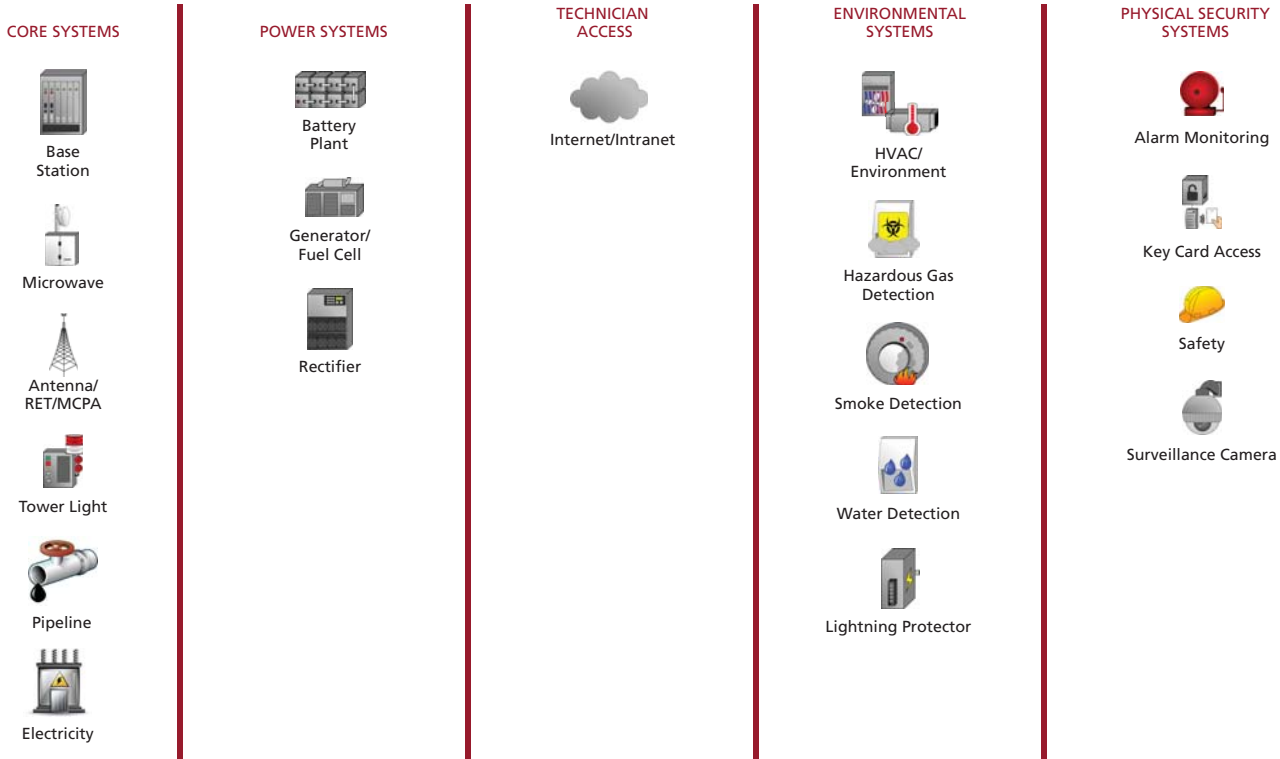 CORE SYSTEMS
Base
Station
Microwave
Antenna/
RET/MCPA
Tower Light
Pipeline
Electricity
POWER SYSTEMS
Battery
Plant
Generator/
Fuel Cell
Rectifier
TECHNICIAN
ACCESS
Internet/Intranet
ENVIRONMENTAL
SYSTEMS
HVAC/
Environment
Hazardous Gas
Detection
Smoke Detection
Water Detection
Lightning Protector
PHYSICAL SECURITY
SYSTEMS
Alarm Monitoring
Key Card Access
Safety
Surveillance Camera